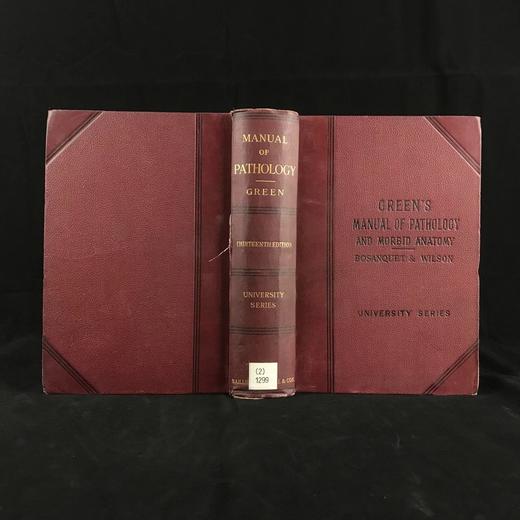 MANUAL
OF
PATHOLOGY
GREEN
THIRTEENTH EDITION
UNIVERSITY
SERIES
(2)
1299
& COX
GREEN'S
MANUAL OF PATHOLOGY
AND MORBID ANATOMY
BOSANQUET & WILSON
UNIVERSITY SERIES